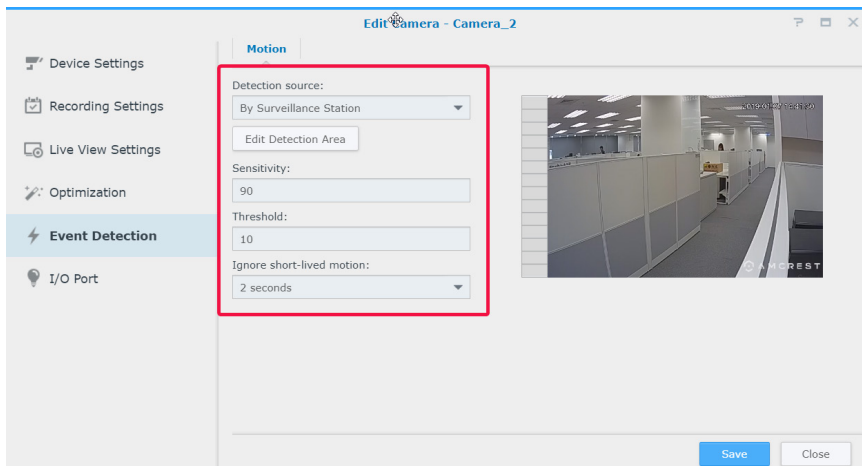 Edit Camera - Camera_2
Device Settings
Recording Settings
Live View Settings
Optimization
Event Detection
I/O Port
Motion
Detection source:
By Surveillance Station
Edit Detection Area
Sensitivity:
90
Threshold:
10
Ignore short-lived motion:
2 seconds
AMCREST
Save
Close